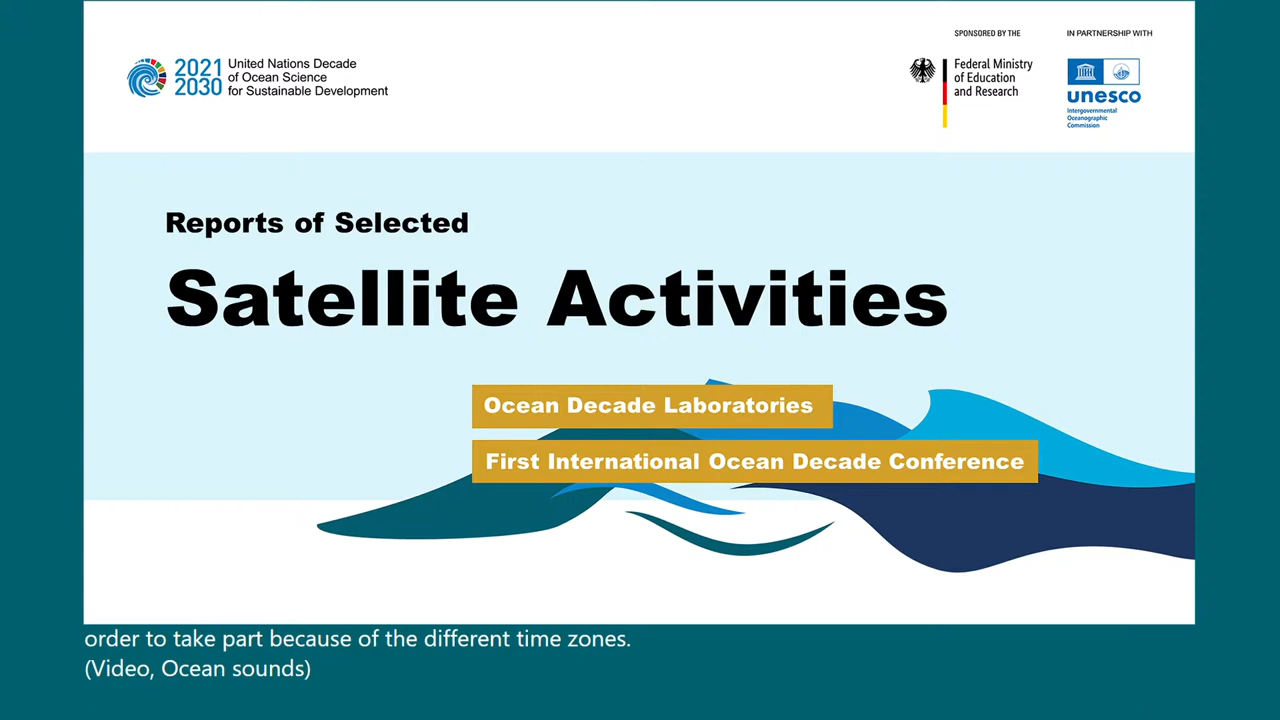 SPONSORED BY THE
IN PARTNERSHIP WITH
2021
2030
United Nations Decade
of Ocean Science
for Sustainable Development
Federal Ministry
of Education
and Research
unesco
Intergovernmental
Oceanographic
Commission
Reports of Selected
Satellite Activities
Ocean Decade Laboratories
First International Ocean Decade Conference
order to take part because of the different time zones.
(Video, Ocean sounds)